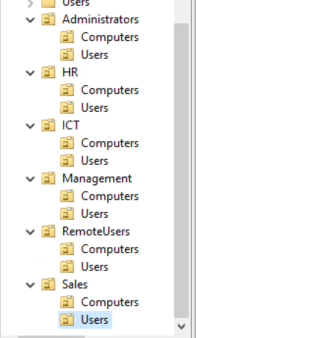 Users
Administrators
Computers
Users
HR
Computers
Users
ICT
Computers
Users
Management
Computers
Users
RemoteUsers
Computers
Users
Sales
Computers
Users